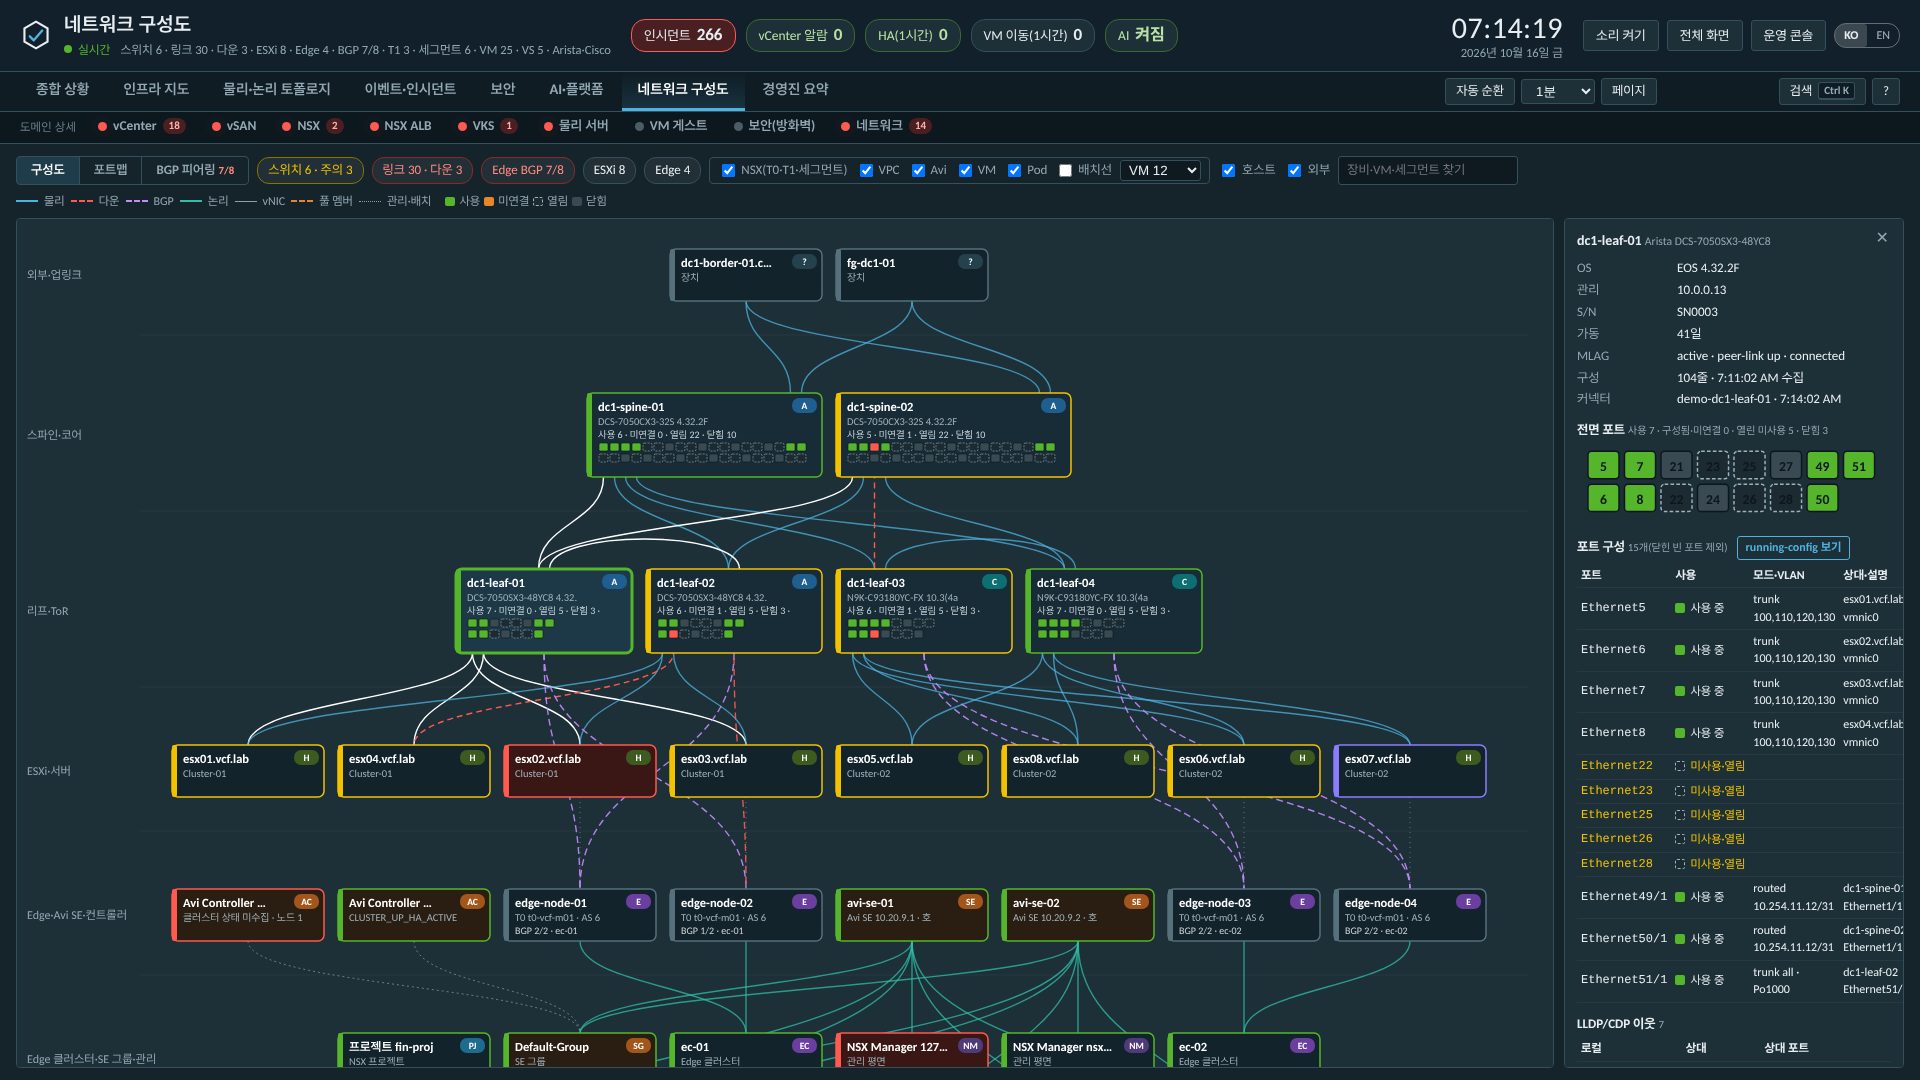 네트워크 구성도
실시간 스위치 6 · 링크 30 · 다운 3 · ESXi 8 · Edge 4 · BGP 7/8 · T1 3 · 세그먼트 6 · VM 25 · VS 5 · Arista·Cisco
인시던트 266
vCenter 알람 0
HA(1시간) 0
VM 이동(1시간) 0
AI 켜짐
07:14:19
2026년 10월 16일 금
소리 켜기
전체 화면
운영 콘솔
KO EN
종합 상황
인프라 지도
물리·논리 토폴로지
이벤트·인시던트
보안
AI·플랫폼
네트워크 구성도
경영진 요약
자동 순환
1분
페이지
검색 Ctrl K
?
도메인 상세
vCenter 18
vSAN
NSX 2
NSX ALB
VKS 1
물리 서버
VM 게스트
보안(방화벽)
네트워크 14
구성도
포트맵
BGP 피어링 7/8
스위치 6 · 주의 3
링크 30 · 다운 3
Edge BGP 7/8
ESXi 8
Edge 4
NSX(T0·T1·세그먼트)
VPC
Avi
VM
Pod
배치선
VM 12
호스트
외부
장비·VM·세그먼트 찾기
물리 다운 BGP 논리 vNIC 풀 멤버 관리·배치 사용 미연결 열림 닫힘
외부·업링크
dc1-border-01.c... ?
장치
fg-dc1-01 ?
장치
스파인·코어
dc1-spine-01 A
DCS-7050CX3-32S 4.32.2F
사용 6 · 미연결 0 · 열림 22 · 닫힘 10
dc1-spine-02 A
DCS-7050CX3-32S 4.32.2F
사용 5 · 미연결 1 · 열림 22 · 닫힘 10
리프·ToR
dc1-leaf-01 A
DCS-7050SX3-48YC8 4.32.
사용 7 · 미연결 0 · 열림 5 · 닫힘 3 ·
dc1-leaf-02 A
DCS-7050SX3-48YC8 4.32.
사용 6 · 미연결 1 · 열림 5 · 닫힘 3 ·
dc1-leaf-03 C
N9K-C93180YC-FX 10.3(4a
사용 6 · 미연결 1 · 열림 5 · 닫힘 3 ·
dc1-leaf-04 C
N9K-C93180YC-FX 10.3(4a
사용 7 · 미연결 0 · 열림 5 · 닫힘 3 ·
ESXi·서버
esx01.vcf.lab H
Cluster-01
esx04.vcf.lab H
Cluster-01
esx02.vcf.lab H
Cluster-01
esx03.vcf.lab H
Cluster-01
esx05.vcf.lab H
Cluster-02
esx08.vcf.lab H
Cluster-02
esx06.vcf.lab H
Cluster-02
esx07.vcf.lab H
Cluster-02
Edge·Avi SE·컨트롤러
Avi Controller ... AC
클러스터 상태 미수집 · 노드 1
Avi Controller ... AC
CLUSTER_UP_HA_ACTIVE
edge-node-01 E
T0 t0-vcf-m01 · AS 6
BGP 2/2 · ec-01
edge-node-02 E
T0 t0-vcf-m01 · AS 6
BGP 1/2 · ec-01
avi-se-01 SE
Avi SE 10.20.9.1 · 호
avi-se-02 SE
Avi SE 10.20.9.2 · 호
edge-node-03 E
T0 t0-vcf-m01 · AS 6
BGP 2/2 · ec-02
edge-node-04 E
T0 t0-vcf-m01 · AS 6
BGP 2/2 · ec-02
Edge 클러스터·SE 그룹·관리
프로젝트 fin-proj PJ
NSX 프로젝트
Default-Group SG
SE 그룹
ec-01 EC
Edge 클러스터
NSX Manager 127... NM
관리 평면
NSX Manager nsx... NM
관리 평면
ec-02 EC
Edge 클러스터
dc1-leaf-01 Arista DCS-7050SX3-48YC8
OS EOS 4.32.2F
관리 10.0.0.13
S/N SN0003
가동 41일
MLAG active · peer-link up · connected
구성 104줄 · 7:11:02 AM 수집
커넥터 demo-dc1-leaf-01 · 7:14:02 AM
전면 포트 사용 7 · 구성됨·미연결 0 · 열린 미사용 5 · 닫힘 3
5 7 21 23 25 27 49 51
6 8 22 24 26 28 50
포트 구성 15개(닫힌 빈 포트 제외) running-config 보기
포트 사용 모드·VLAN 상대·설명
Ethernet5 사용 중 trunk 100,110,120,130 esx01.vcf.lab vmnic0
Ethernet6 사용 중 trunk 100,110,120,130 esx02.vcf.lab vmnic0
Ethernet7 사용 중 trunk 100,110,120,130 esx03.vcf.lab vmnic0
Ethernet8 사용 중 trunk 100,110,120,130 esx04.vcf.lab vmnic0
Ethernet22 미사용·열림
Ethernet23 미사용·열림
Ethernet25 미사용·열림
Ethernet26 미사용·열림
Ethernet28 미사용·열림
Ethernet49/1 사용 중 routed 10.254.11.12/31 dc1-spine-01 Ethernet1/1
Ethernet50/1 사용 중 routed 10.254.11.14/31 dc1-spine-02 Ethernet1/1
Ethernet51/1 사용 중 trunk all · Po1000 dc1-leaf-02 Ethernet51/
LLDP/CDP 이웃 7
로컬 상대 상대 포트